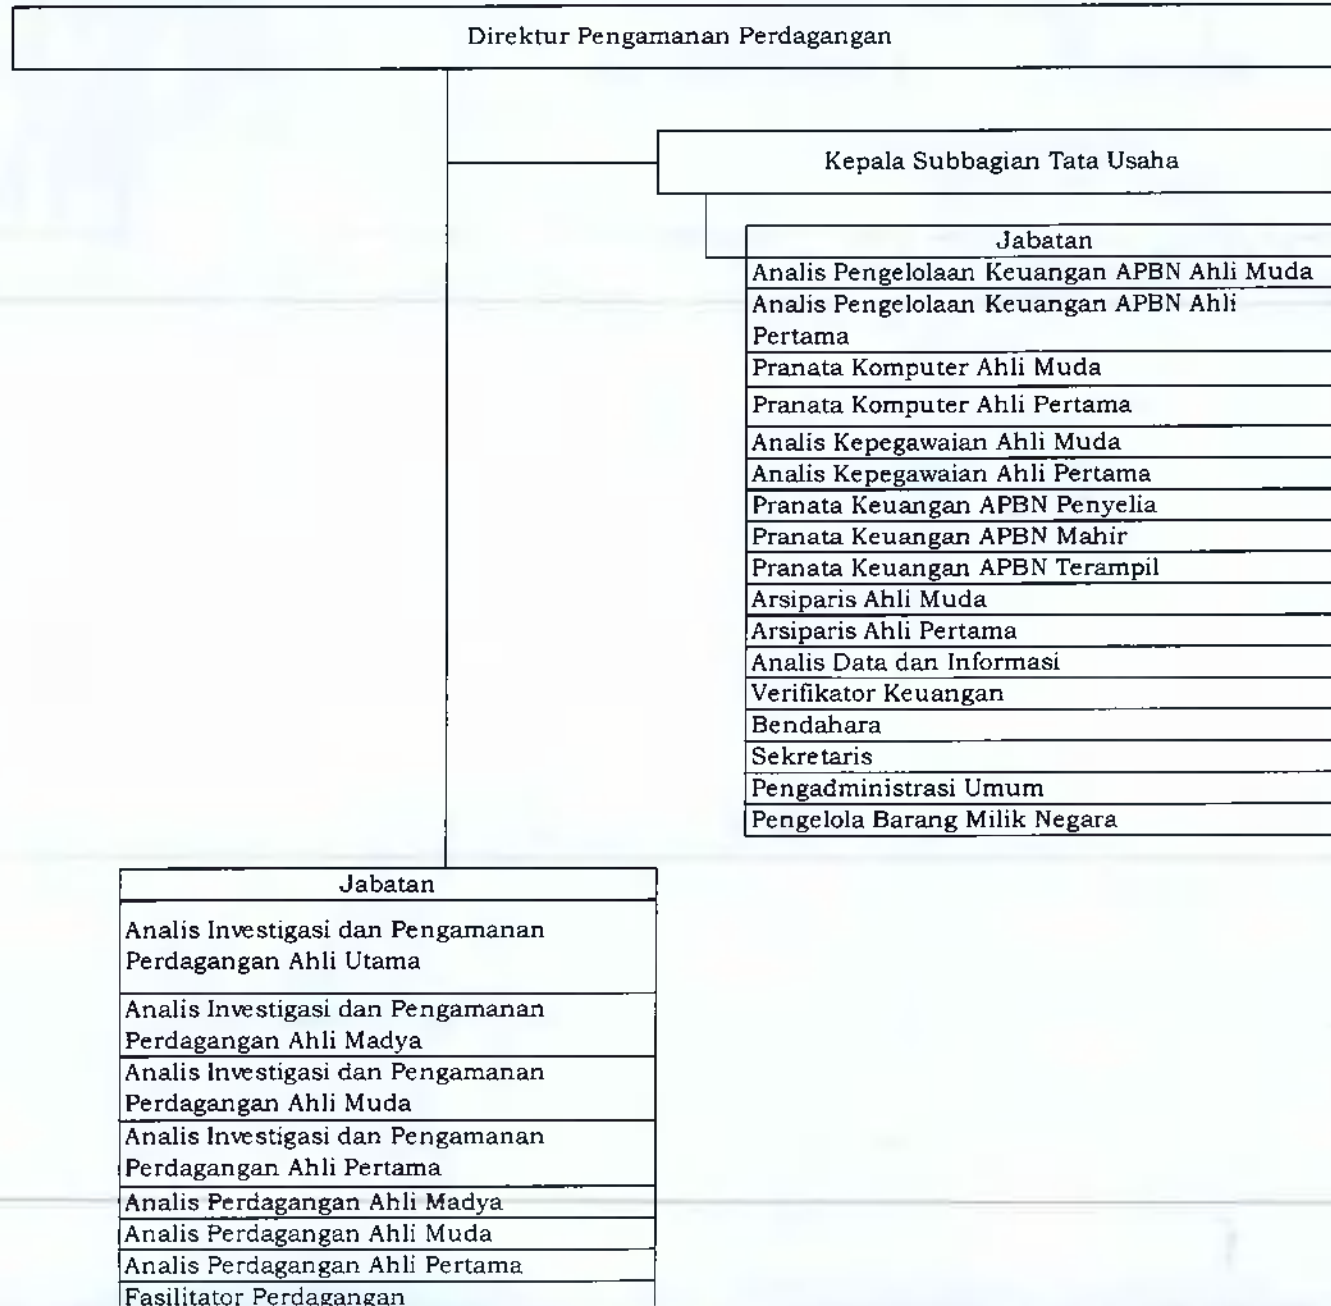 Direktur Pengamanan Perdagangan
Kepala Subbagian Tata Usaha
Jabatan
Analis Pengelolaan Keuangan APBN Ahli Muda
Analis Pengelolaan Keuangan APBN Ahli
Pertama
Pranata Komputer Ahli Muda
Pranata Komputer Ahli Pertama
Analis Kepegawaian Ahli Muda
Analis Kepegawaian Ahli Pertama
Pranata Keuangan APBN Penyelia
Pranata Keuangan APBN Mahir
Pranata Keuangan APBN Terampil
Arsiparis Ahli Muda
Arsiparis Ahli Pertama
Analis Data dan Informasi
Verifikator Keuangan
Bendahara
Sekretaris
Pengadministrasi Umum
Pengelola Barang Milik Negara
Jabatan
Analis Investigasi dan Pengamanan
Perdagangan Ahli Utama
Analis Investigasi dan Pengamanan
Perdagangan Ahli Madya
Analis Investigasi dan Pengamanan
Perdagangan Ahli Muda
Analis Investigasi dan Pengamanan
Perdagangan Ahli Pertama
Analis Perdagangan Ahli Madya
Analis Perdagangan Ahli Muda
Analis Perdagangan Ahli Pertama
Fasilitator Perdagangan